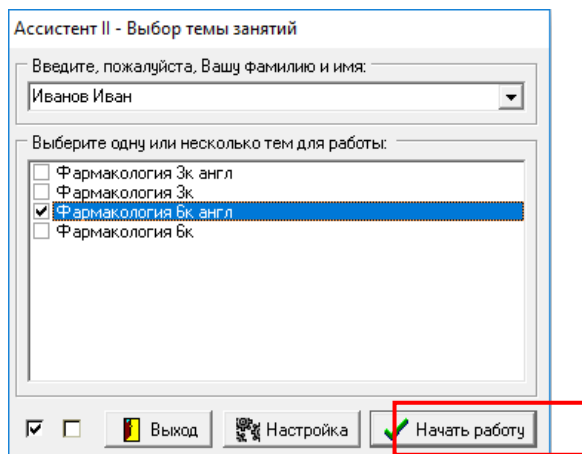 Ассистент II - Выбор темы занятий
Введите, пожалуйста, Вашу фамилию и имя:
Иванов Иван
Выберите одну или несколько тем для работы:
Фармакология 3к англ
Фармакология 3к
Фармакология 6к англ
Фармакология 6к
Выход Настройка Начать работу